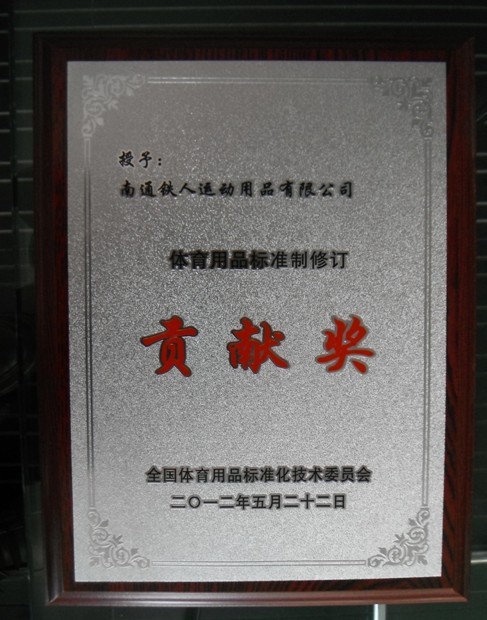 授予：
南通铁人运动用品有限公司
体育用品标准制修订
贡献奖
全国体育用品标准化技术委员会
二〇一二年五月二十二日